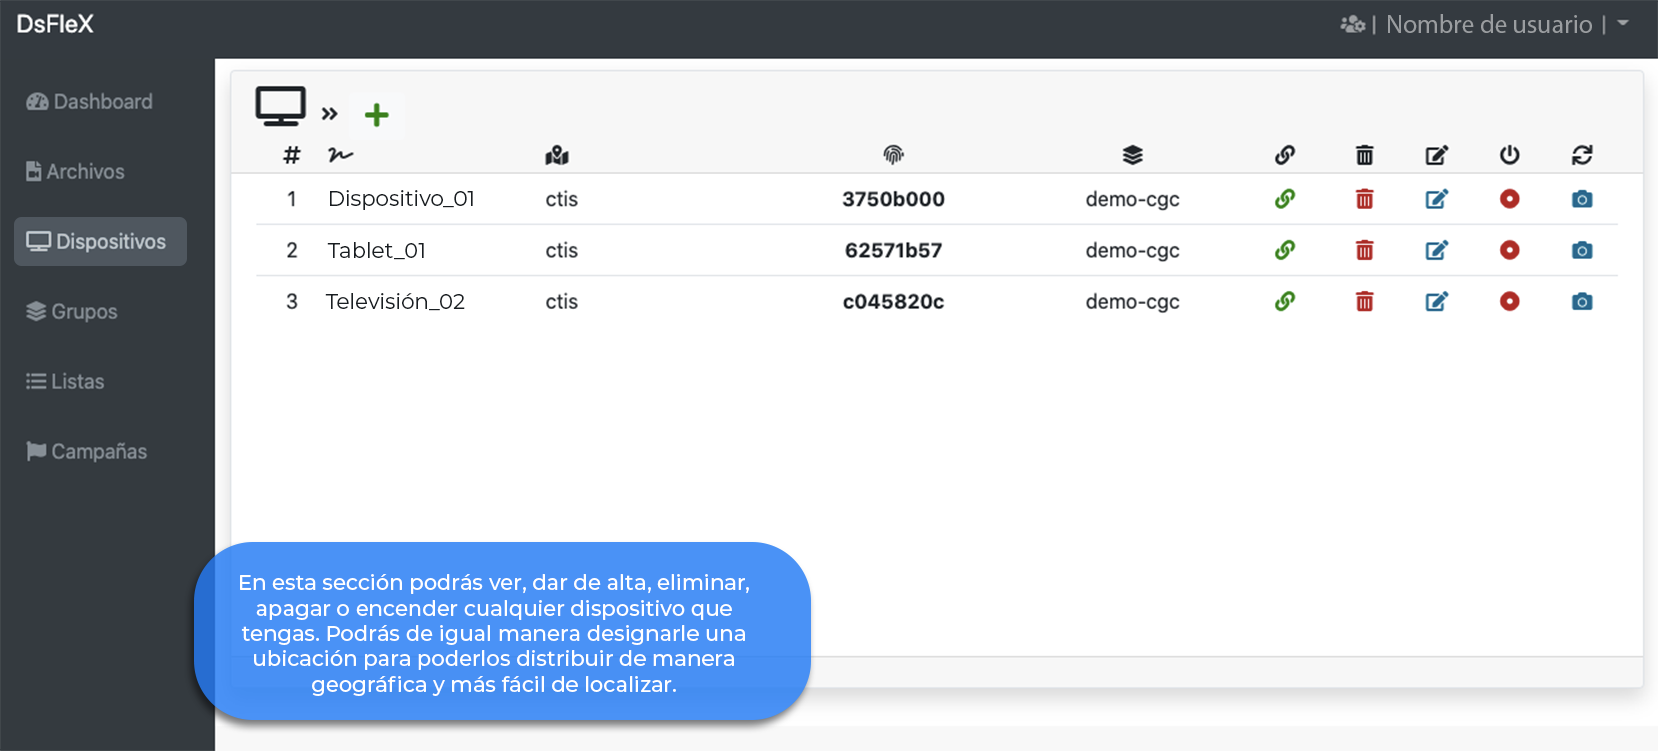 DsFleX
| Nombre de usuario |
Dashboard
Archivos
Dispositivos
Grupos
Listas
Campañas
»
#
1 Dispositivo_01 ctis 3750b000 demo-cgc
2 Tablet_01 ctis 62571b57 demo-cgc
3 Televisión_02 ctis c045820c demo-cgc
En esta sección podrás ver, dar de alta, eliminar,
apagar o encender cualquier dispositivo que
tengas. Podrás de igual manera designarle una
ubicación para poderlos distribuir de manera
geográfica y más fácil de localizar.